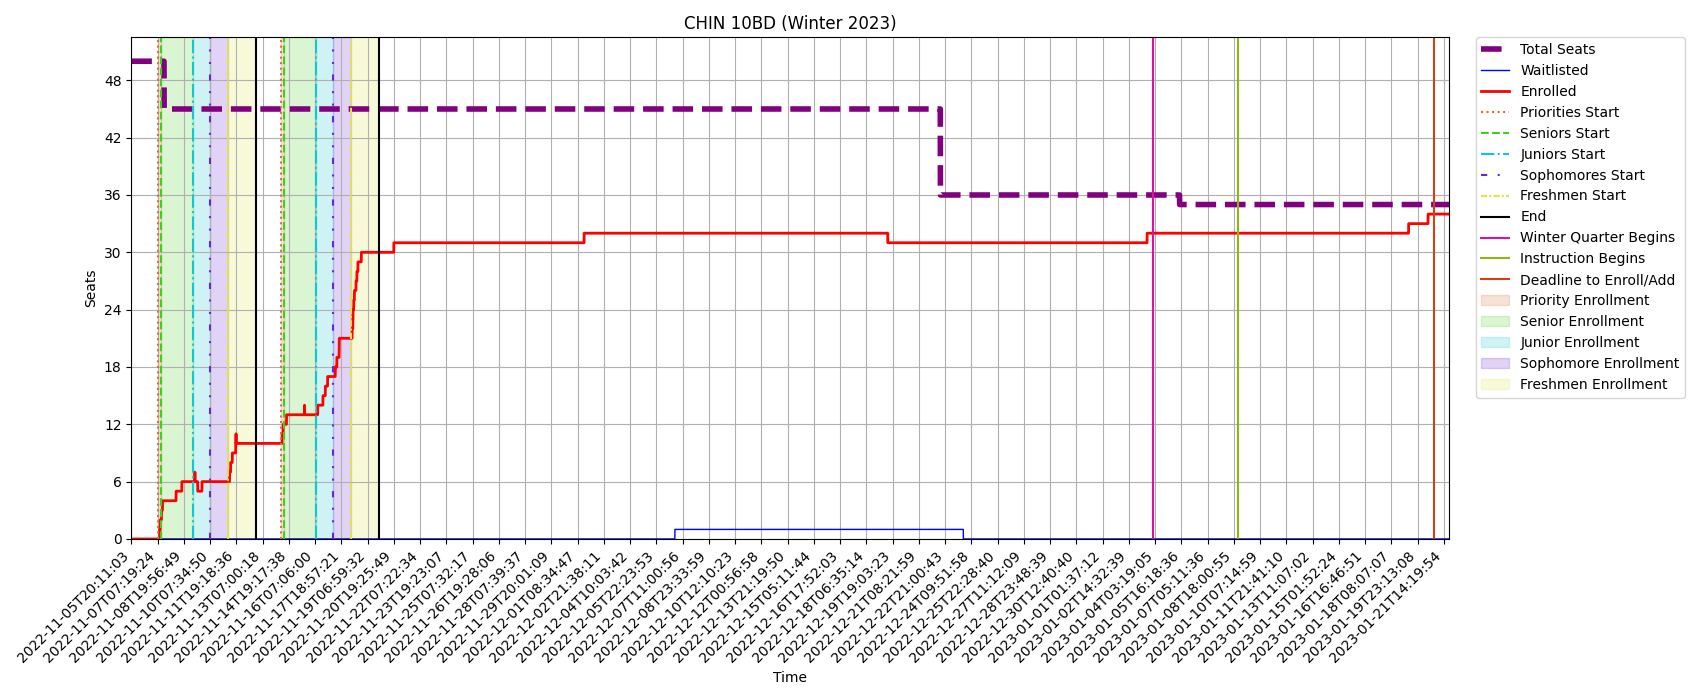 CHIN 10BD (Winter 2023)
Seats
48
42
36
30
24
18
12
6
0
2022-11-05T20:11:03
2022-11-07T07:19:24
2022-11-08T19:56:49
2022-11-10T07:34:50
2022-11-11T19:18:36
2022-11-13T07:00:18
2022-11-14T19:17:38
2022-11-16T07:06:00
2022-11-17T18:57:21
2022-11-19T06:59:32
2022-11-20T19:25:49
2022-11-22T07:22:34
2022-11-23T19:23:07
2022-11-25T07:32:17
2022-11-26T19:28:06
2022-11-28T07:39:37
2022-11-29T20:01:09
2022-12-01T08:34:47
2022-12-02T21:38:11
2022-12-04T10:03:42
2022-12-05T22:23:53
2022-12-07T11:00:56
2022-12-08T23:33:59
2022-12-10T12:10:23
2022-12-12T00:56:58
2022-12-13T13:19:50
2022-12-15T05:11:44
2022-12-16T17:52:03
2022-12-18T06:35:14
2022-12-19T19:03:23
2022-12-21T08:21:59
2022-12-22T21:00:43
2022-12-24T09:51:58
2022-12-25T22:28:40
2022-12-27T11:12:09
2022-12-28T23:48:39
2022-12-30T12:40:40
2023-01-01T01:37:12
2023-01-02T14:32:39
2023-01-04T03:19:05
2023-01-05T16:18:36
2023-01-07T05:11:36
2023-01-08T18:00:55
2023-01-10T07:14:59
2023-01-11T21:41:10
2023-01-13T11:07:02
2023-01-15T01:52:24
2023-01-16T16:46:51
2023-01-18T08:07:07
2023-01-19T23:13:08
2023-01-21T14:19:54
Time
Total Seats
Waitlisted
Enrolled
Priorities Start
Seniors Start
Juniors Start
Sophomores Start
Freshmen Start
End
Winter Quarter Begins
Instruction Begins
Deadline to Enroll/Add
Priority Enrollment
Senior Enrollment
Junior Enrollment
Sophomore Enrollment
Freshmen Enrollment